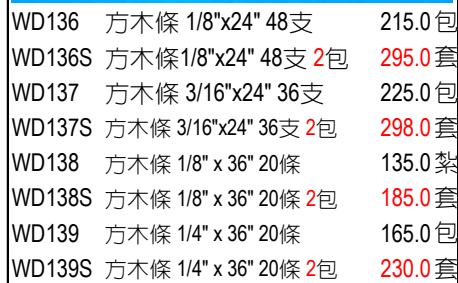 WD136 方木條 1/8"x24" 48支 215.0 包
WD136S 方木條1/8"x24" 48支 2包 295.0 套
WD137 方木條 3/16"x24" 36支 225.0 包
WD137S 方木條 3/16"x24" 36支 2包 298.0 套
WD138 方木條 1/8" x 36" 20條 135.0 紮
WD138S 方木條 1/8" x 36" 20條 2包 185.0 套
WD139 方木條 1/4" x 36" 20條 165.0 包
WD139S 方木條 1/4" x 36" 20條 2包 230.0 套